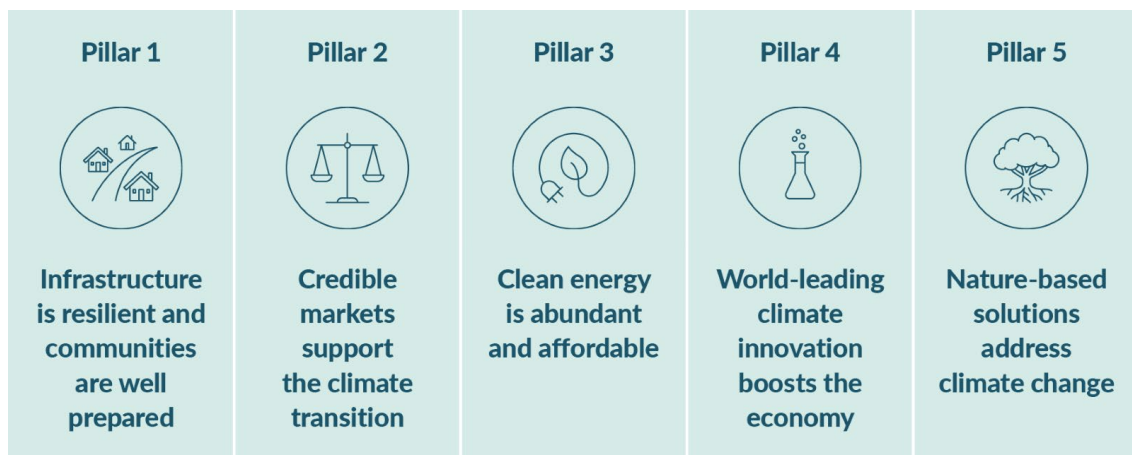 Pillar 1
Infrastructure
is resilient and
communities
are well
prepared
Pillar 2
Credible
markets
support
the climate
transition
Pillar 3
Clean energy
is abundant
and affordable
Pillar 4
World-leading
climate
innovation
boosts the
economy
Pillar 5
Nature-based
solutions
address
climate change